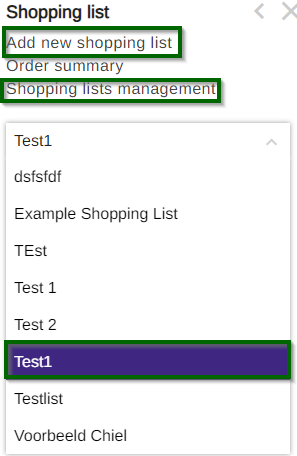 Shopping list
Add new shopping list
Order summary
Shopping lists management
Test1
dsfsfdf
Example Shopping List
TEst
Test 1
Test 2
Test1
Testlist
Voorbeeld Chiel